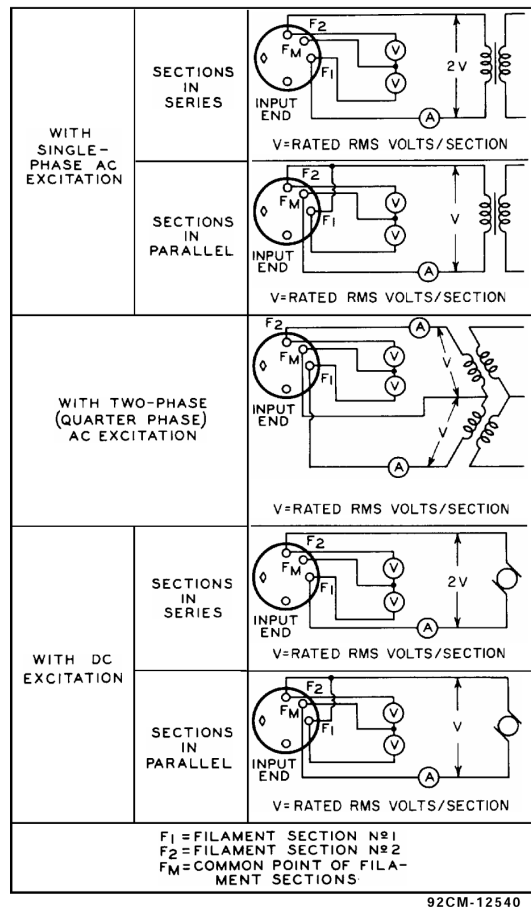 WITH
SINGLE-
PHASE AC
EXCITATION
SECTIONS
IN
SERIES
F2
FM
F1
INPUT
END
V
V
A
2V
V=RATED RMS VOLTS/SECTION
SECTIONS
IN
PARALLEL
F2
FM
F1
INPUT
END
V
V
A
V
V=RATED RMS VOLTS/SECTION
WITH TWO-PHASE
(QUARTER PHASE)
AC EXCITATION
F2
FM
F1
INPUT
END
V
V
A
A
V
V
V=RATED RMS VOLTS/SECTION
WITH DC
EXCITATION
SECTIONS
IN
SERIES
F2
FM
F1
INPUT
END
V
V
A
2V
V=RATED RMS VOLTS/SECTION
SECTIONS
IN
PARALLEL
F2
FM
F1
INPUT
END
V
V
A
V
V=RATED RMS VOLTS/SECTION
F1=FILAMENT SECTION Nº1
F2=FILAMENT SECTION Nº2
FM=COMMON POINT OF FILA-
MENT SECTIONS
92CM-12540